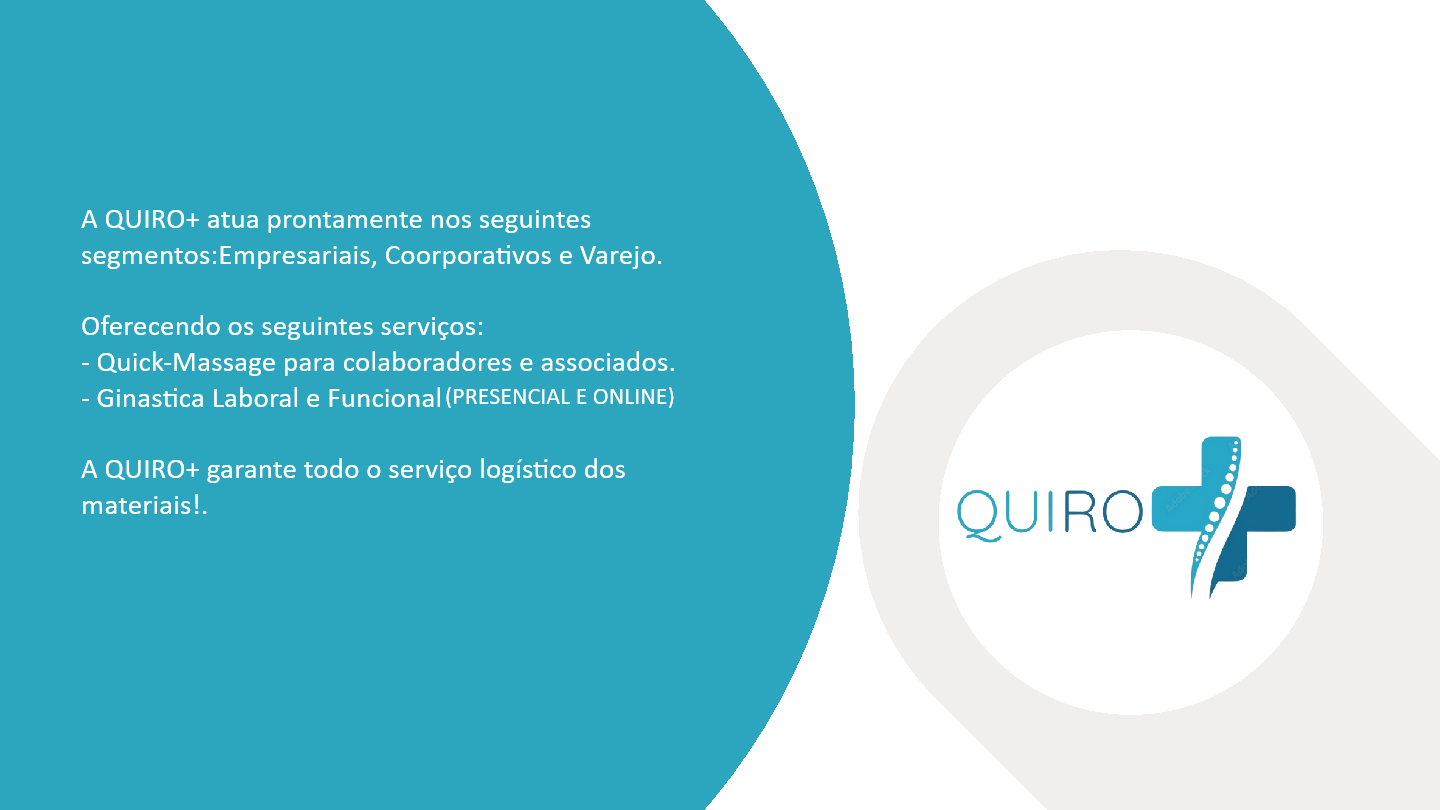 A QUIRO+ atua prontamente nos seguintes
segmentos:Empresariais, Coorporativos e Varejo.
Oferecendo os seguintes serviços:
- Quick-Massage para colaboradores e associados.
- Ginastica Laboral e Funcional (PRESENCIAL E ONLINE)
A QUIRO+ garante todo o serviço logístico dos
materiais!.
QUIRO